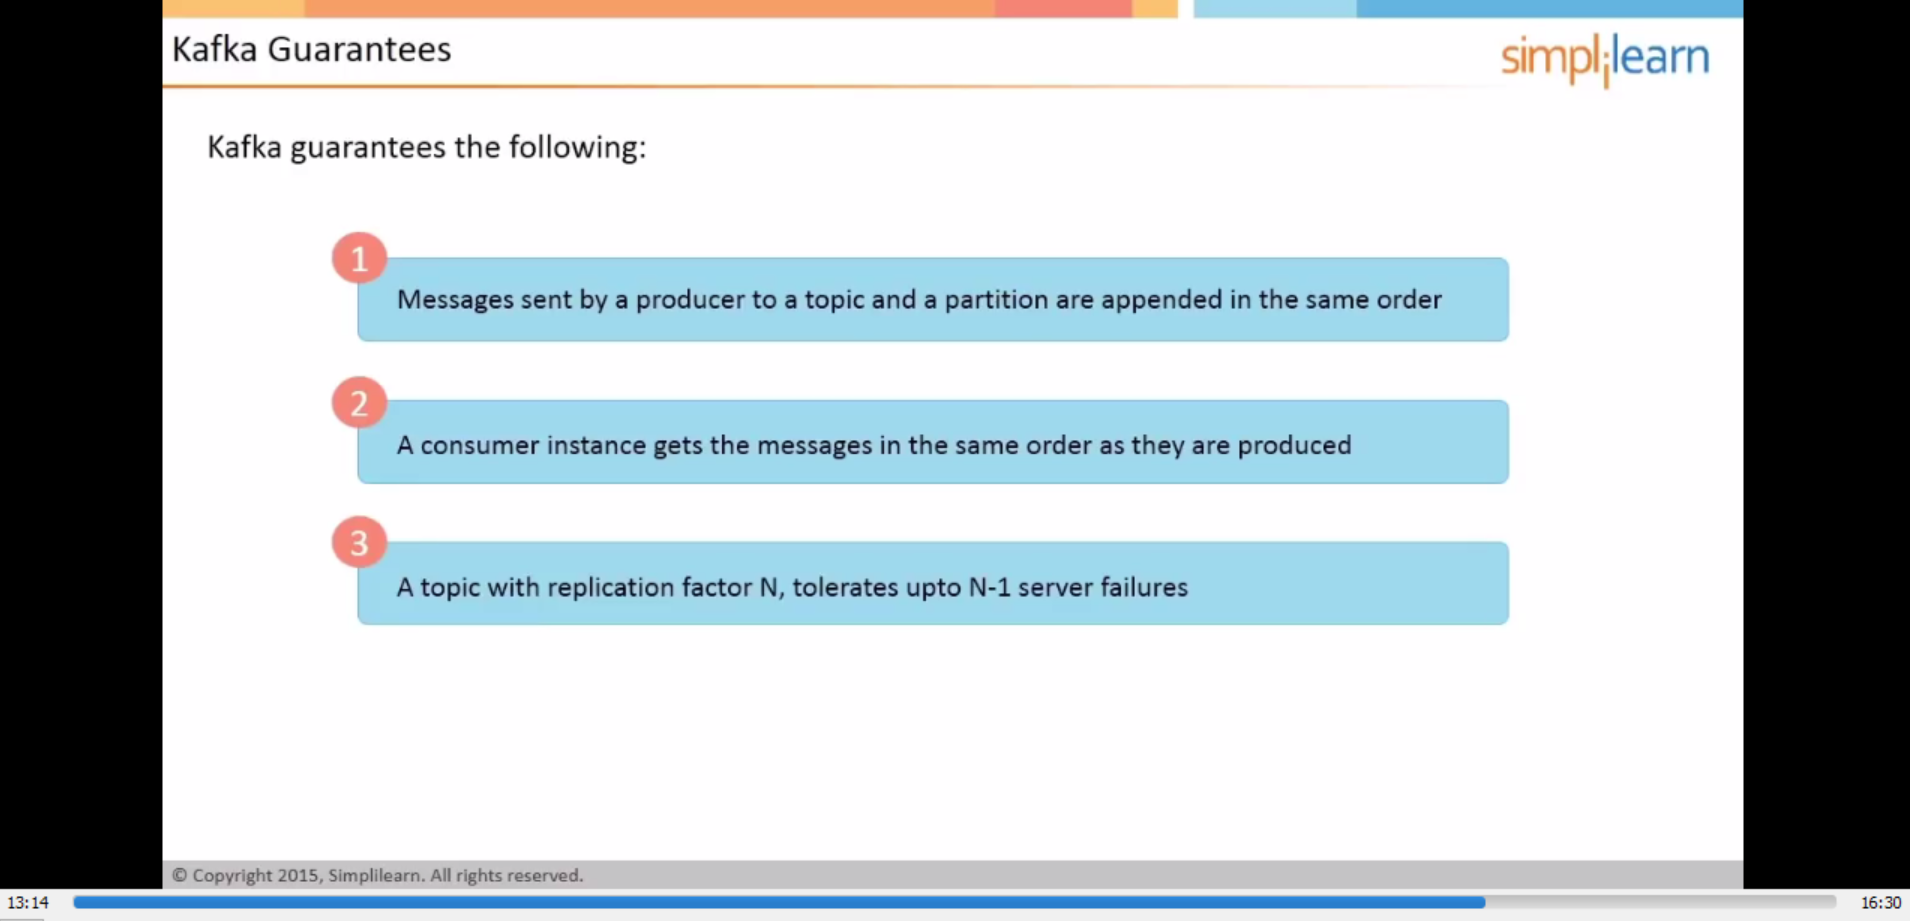 Kafka Guarantees
simplilearn
Kafka guarantees the following:
1
Messages sent by a producer to a topic and a partition are appended in the same order
2
A consumer instance gets the messages in the same order as they are produced
3
A topic with replication factor N, tolerates upto N-1 server failures
© Copyright 2015, Simplilearn. All rights reserved.
13:14
16:30